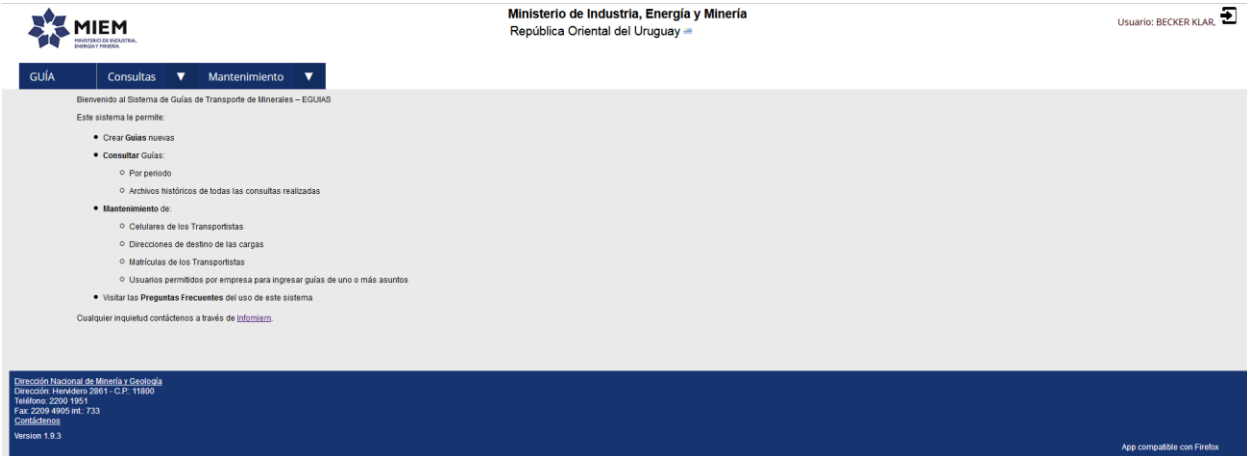 MIEM
MINISTERIO DE INDUSTRIA,
ENERGÍA Y MINERÍA
Ministerio de Industria, Energía y Minería
República Oriental del Uruguay
Usuario: BECKER KLAR,
GUÍA
Consultas ▼
Mantenimiento ▼
Bienvenido al Sistema de Guías de Transporte de Minerales – EGUIAS
Este sistema le permite:
Crear Guías nuevas
Consultar Guías:
Por periodo
Archivos históricos de todas las consultas realizadas
Mantenimiento de:
Celulares de los Transportistas
Direcciones de destino de las cargas
Matrículas de los Transportistas
Usuarios permitidos por empresa para ingresar guías de uno o más asuntos
Visitar las Preguntas Frecuentes del uso de este sistema
Cualquier inquietud contáctenos a través de Infomiem.
Dirección Nacional de Minería y Geología
Dirección: Hervidero 2861 - C.P.: 11800
Teléfono: 2200 1951
Fax: 2209 4905 int.: 733
Contáctenos
Version 1.9.3
App compatible con Firefox